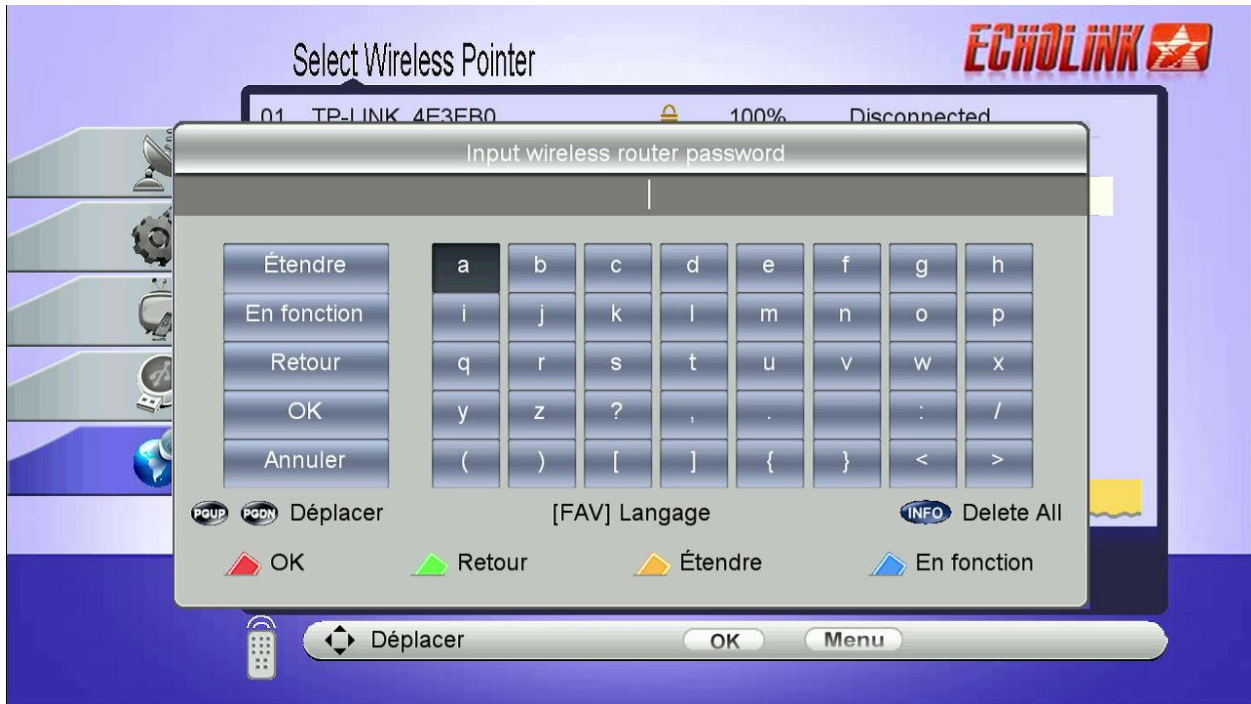 Select Wireless Pointer
ECHOLINK
01 TP-LINK_4E3EB0 100% Disconnected
Input wireless router password
Étendre a b c d e f g h
En fonction i j k l m n o p
Retour q r s t u v w x
OK y z ? , . : /
Annuler ( ) [ ] { } < >
PGUP PGDN Déplacer [FAV] Langage INFO Delete All
OK Retour Étendre En fonction
Déplacer OK Menu